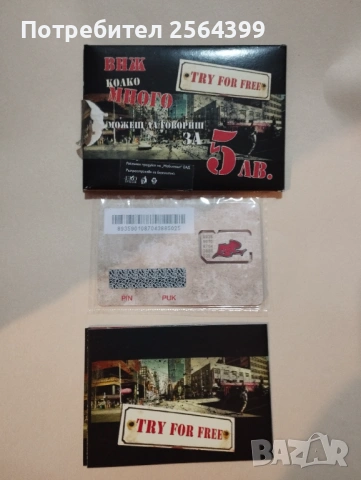 Потребител 2564399
ВИЖ
КОЛКО
МНОГО
МОЖЕШ ДА ГОВОРИШ
ЗА
5 ЛВ.
TRY FOR FREE
PIN
PUK
TRY FOR FREE
BAZAR